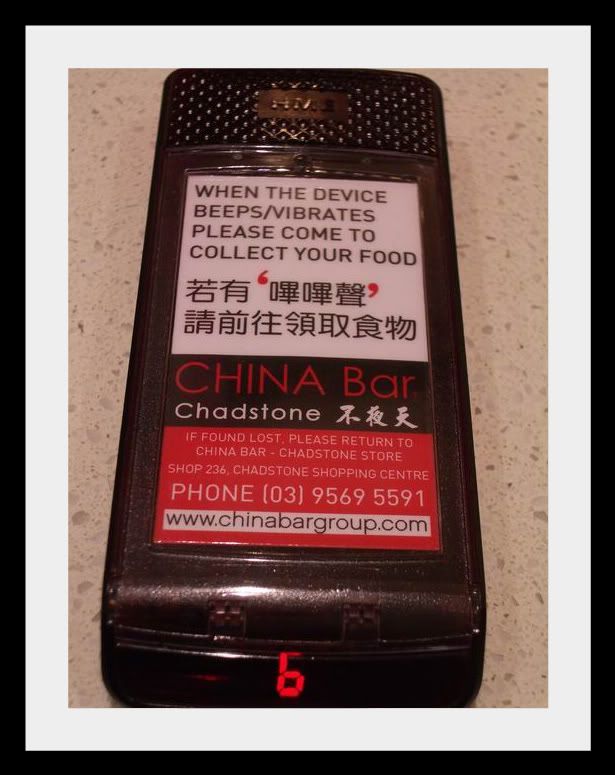 HME
WHEN THE DEVICE
BEEPS/VIBRATES
PLEASE COME TO
COLLECT YOUR FOOD
若有‘嗶嗶聲’
請前往領取食物
CHINA Bar
Chadstone 不夜天
IF FOUND LOST, PLEASE RETURN TO
CHINA BAR - CHADSTONE STORE
SHOP 236, CHADSTONE SHOPPING CENTRE
PHONE (03) 9569 5591
www.chinabargroup.com
6